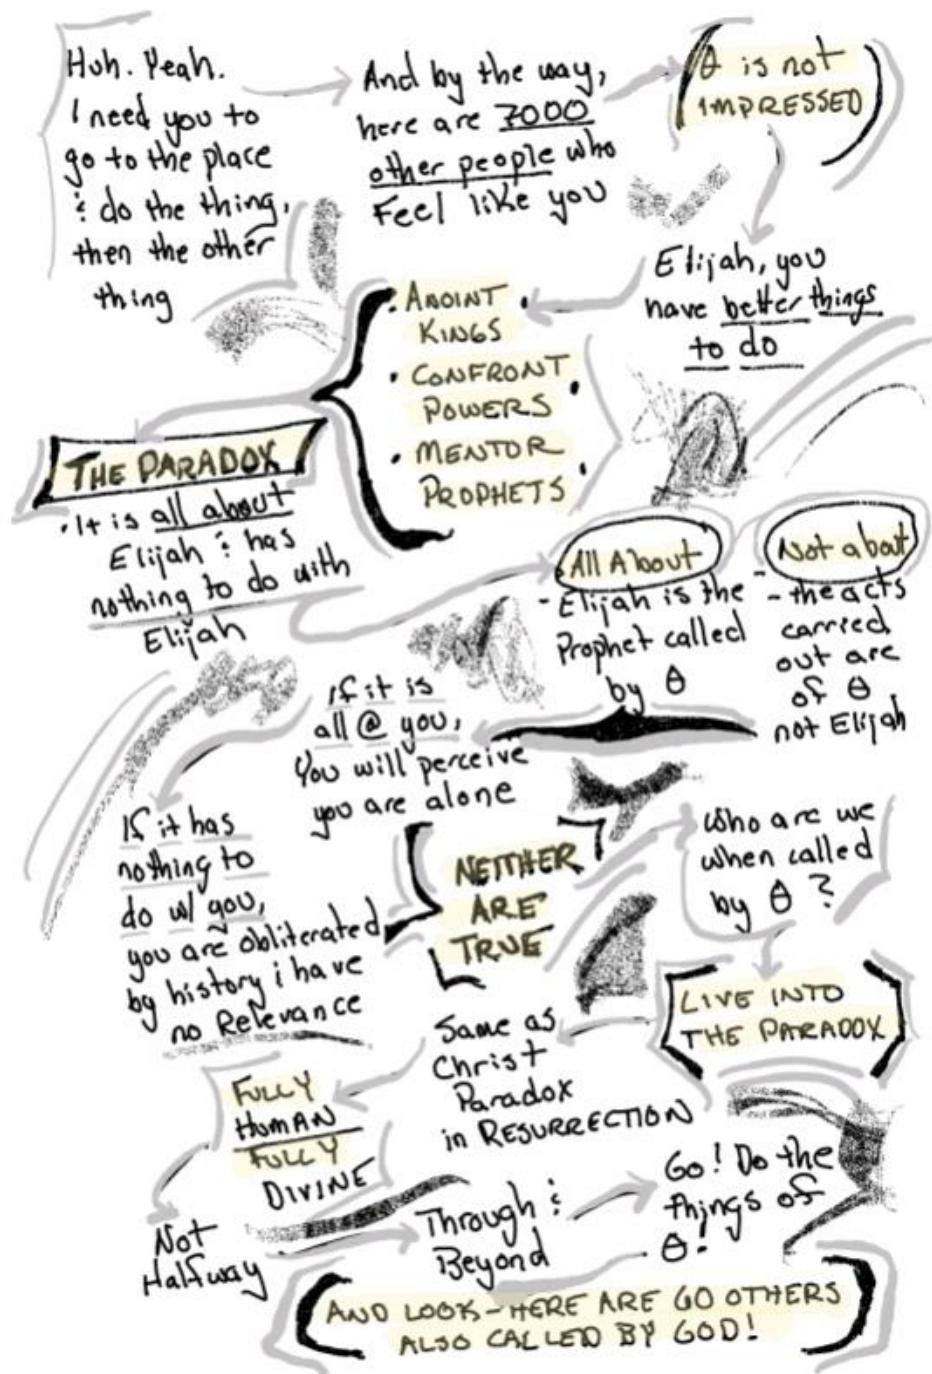 Huh. Yeah.
I need you to
go to the place
& do the thing,
then the other
thing
And by the way,
here are 7000
other people who
Feel like you
θ is not
IMPRESSED
Elijah, you
have better things
to do
• ANOINT
KINGS
• CONFRONT
POWERS
• MENTOR
PROPHETS
THE PARADOX
• It is all about
Elijah & has
nothing to do with
Elijah
All About
- Elijah is the
Prophet called
by θ
Not about
- the acts
carried
out are
of θ
not Elijah
If it is
all @ you,
You will perceive
you are alone
If it has
nothing to
do w/ you,
you are obliterated
by history & have
no Relevance
NEITHER
ARE
TRUE
Who are we
when called
by θ?
LIVE INTO
THE PARADOX
Same as
Christ
Paradox
in RESURRECTION
FULLY
HUMAN
FULLY
DIVINE
Not
Halfway
Through &
Beyond
Go! Do the
things of
θ!
AND LOOK-HERE ARE 60 OTHERS
ALSO CALLED BY GOD!